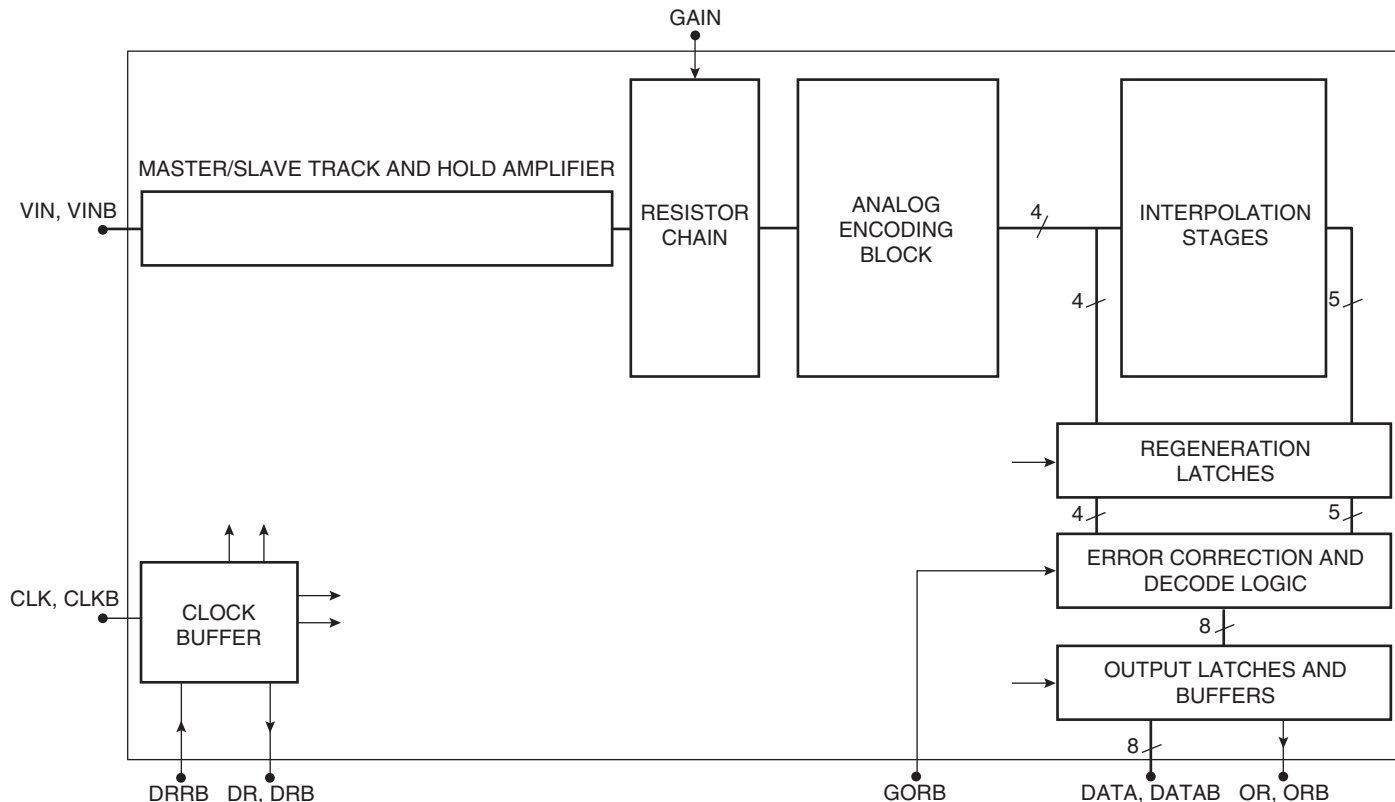 GAIN
MASTER/SLAVE TRACK AND HOLD AMPLIFIER
VIN, VINB
RESISTOR
CHAIN
ANALOG
ENCODING
BLOCK
4
INTERPOLATION
STAGES
4
5
REGENERATION
LATCHES
4
5
ERROR CORRECTION AND
DECODE LOGIC
CLK, CLKB
CLOCK
BUFFER
8
OUTPUT LATCHES AND
BUFFERS
8
DRRB
DR, DRB
GORB
DATA, DATAB
OR, ORB